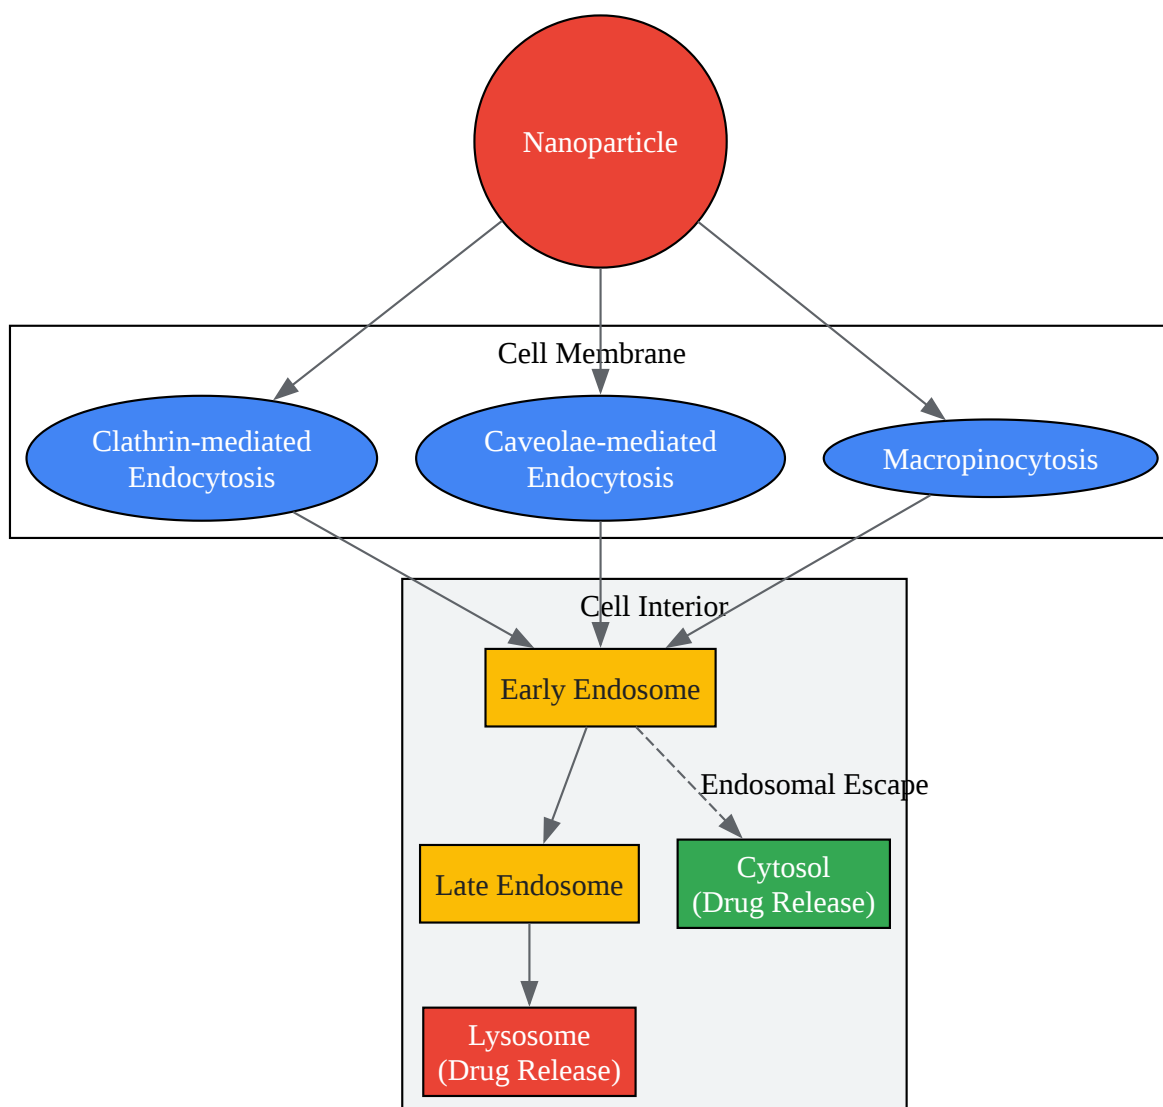 Nanoparticle
Cell Membrane
Clathrin-mediated
Endocytosis
Caveolae-mediated
Endocytosis
Macropinocytosis
Cell Interior
Early Endosome
Endosomal Escape
Late Endosome
Cytosol
(Drug Release)
Lysosome
(Drug Release)